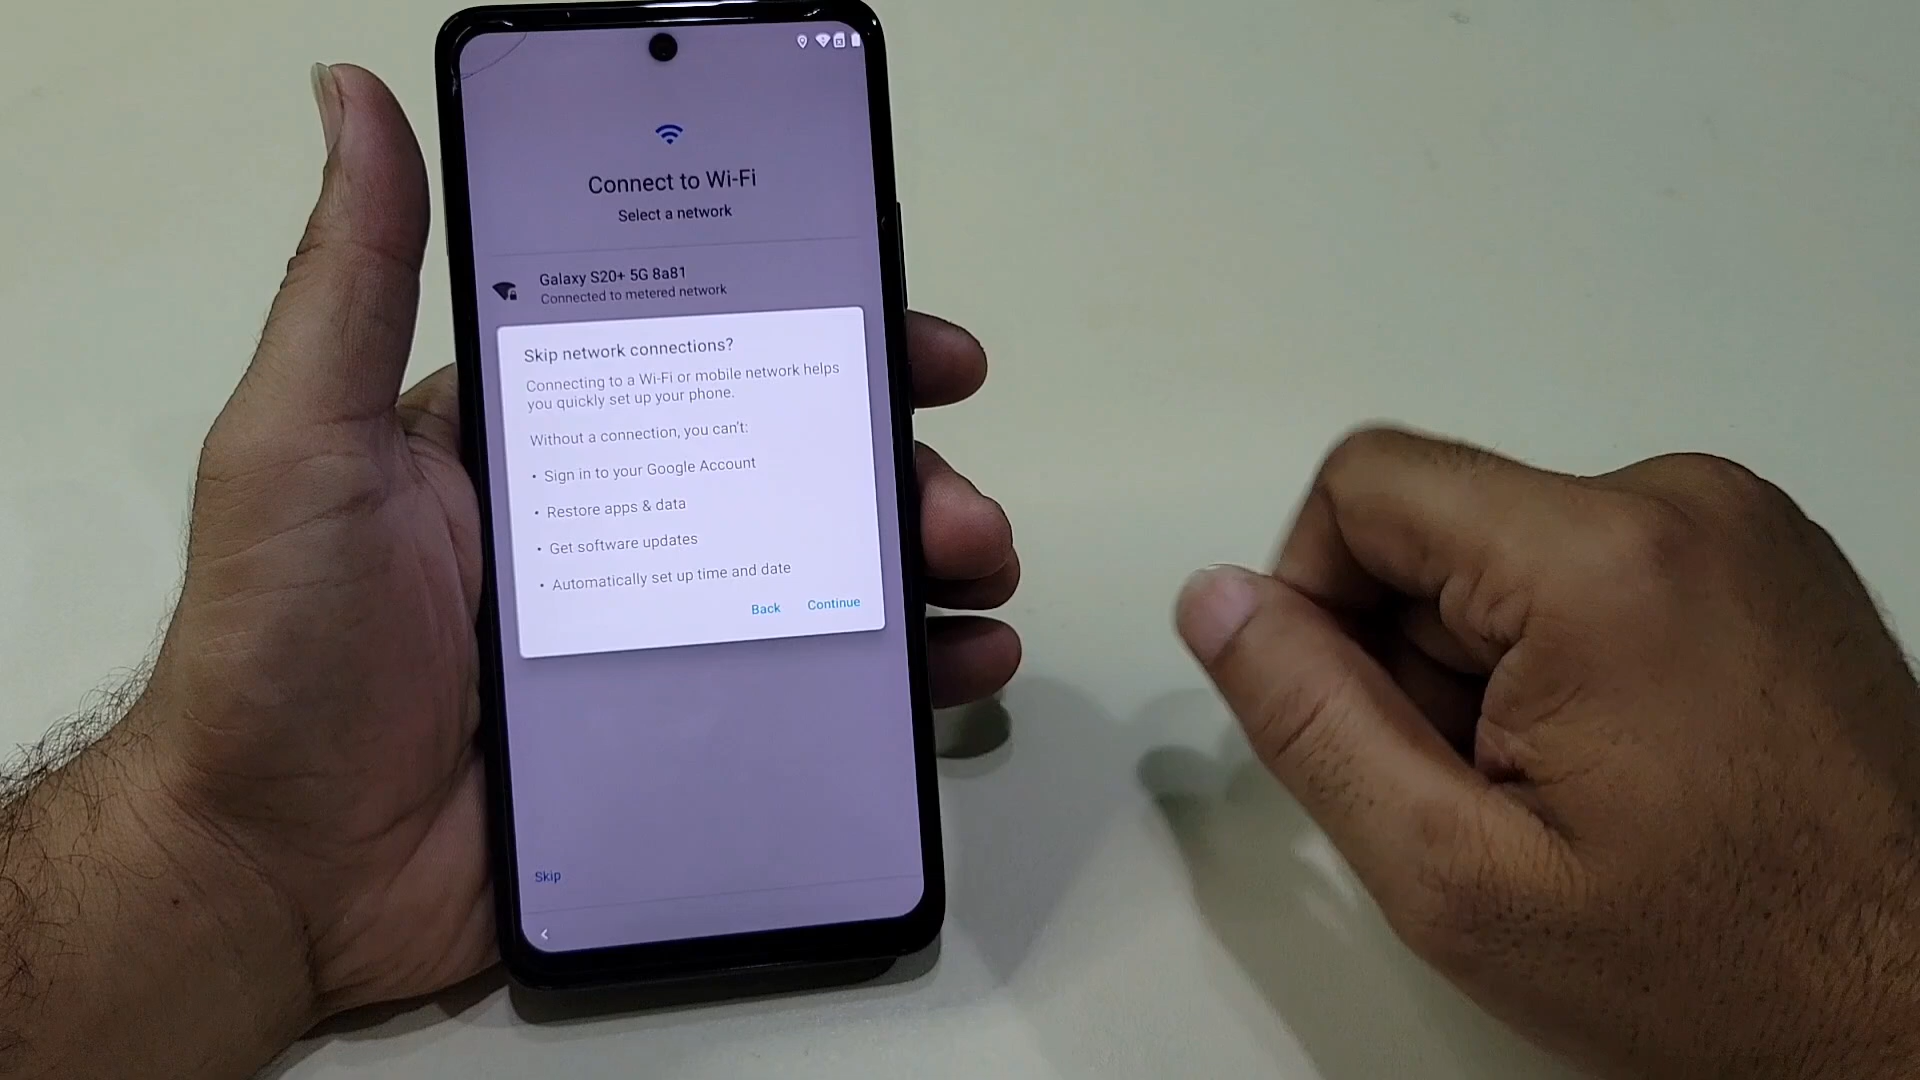 Connect to Wi-Fi
Select a network
Galaxy S20+ 5G 8a81
Connected to metered network
Skip network connections?
Connecting to a Wi-Fi or mobile network helps
you quickly set up your phone.
Without a connection, you can't:
• Sign in to your Google Account
• Restore apps & data
• Get software updates
• Automatically set up time and date
Back Continue
Skip